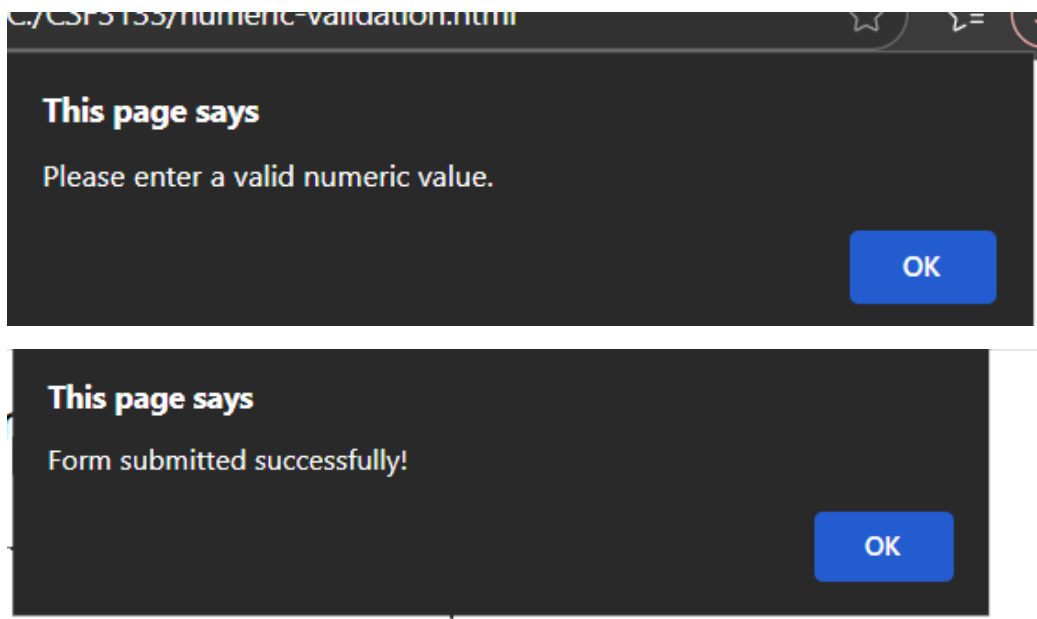 C:/CSF3133/numeric-validation.html
This page says
Please enter a valid numeric value.
OK
This page says
Form submitted successfully!
OK